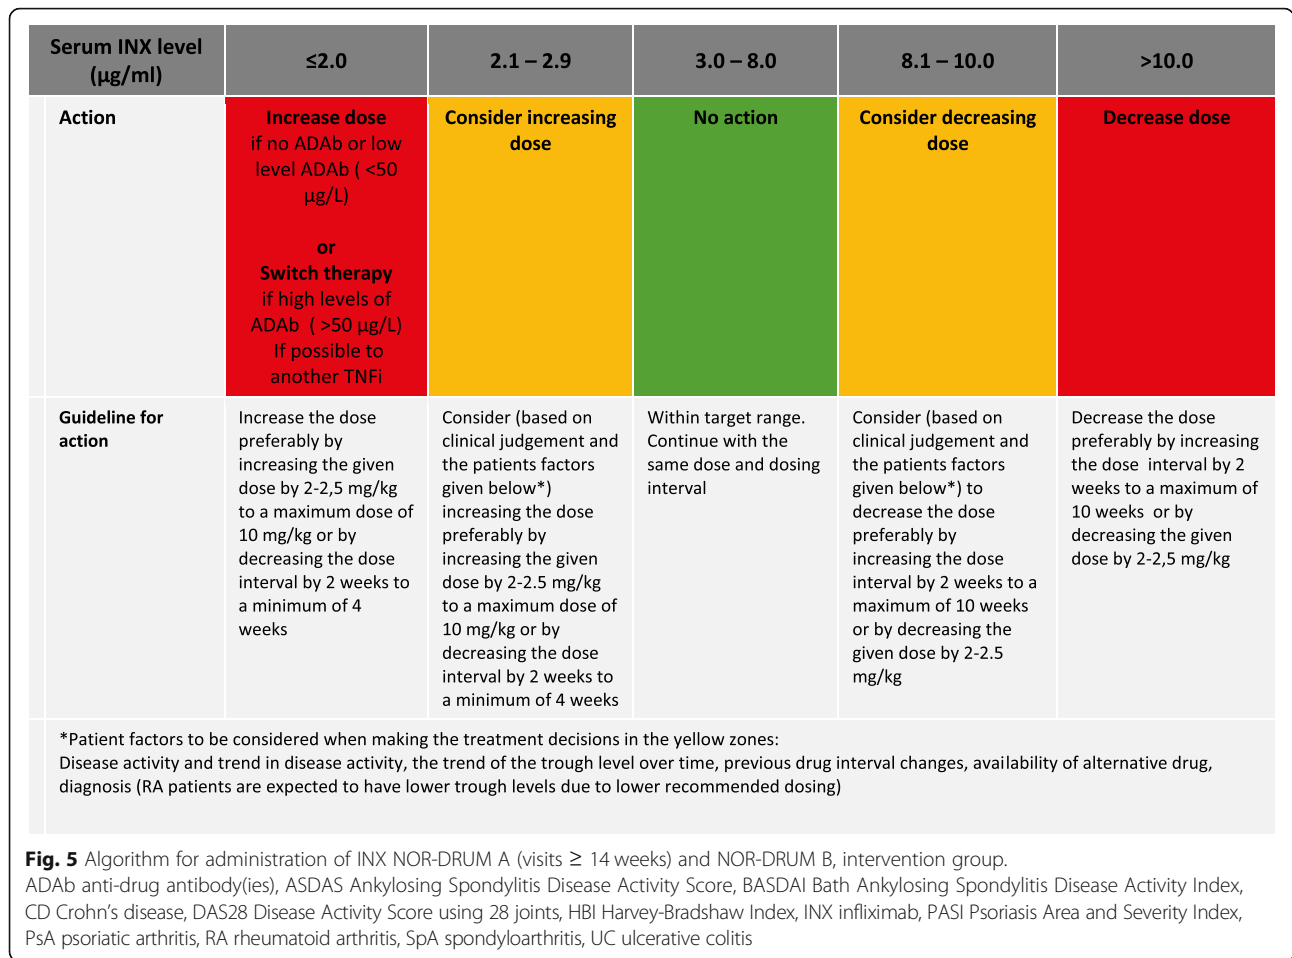 Serum INX level
(µg/ml)
≤2.0
2.1 – 2.9
3.0 – 8.0
8.1 – 10.0
>10.0
Action
Increase dose
if no ADAb or low
level ADAb ( <50
µg/L)
or
Switch therapy
if high levels of
ADAb  ( >50 µg/L)
If possible to
another TNFi
Consider increasing
dose
No action
Consider decreasing
dose
Decrease dose
Guideline for
action
Increase the dose
preferably by
increasing the given
dose by 2-2,5 mg/kg
to a maximum dose of
10 mg/kg or by
decreasing the dose
interval by 2 weeks to
a minimum of 4
weeks
Consider (based on
clinical judgement and
the patients factors
given below*)
increasing the dose
preferably by
increasing the given
dose by 2-2.5 mg/kg
to a maximum dose of
10 mg/kg or by
decreasing the dose
interval by 2 weeks to
a minimum of 4 weeks
Within target range.
Continue with the
same dose and dosing
interval
Consider (based on
clinical judgement and
the patients factors
given below*) to
decrease the dose
preferably by
increasing the dose
interval by 2 weeks to a
maximum of 10 weeks
or by decreasing the
given dose by 2-2.5
mg/kg
Decrease the dose
preferably by increasing
the dose  interval by 2
weeks to a maximum of
10 weeks  or by
decreasing the given
dose by 2-2,5 mg/kg
*Patient factors to be considered when making the treatment decisions in the yellow zones:
Disease activity and trend in disease activity, the trend of the trough level over time, previous drug interval changes, availability of alternative drug,
diagnosis (RA patients are expected to have lower trough levels due to lower recommended dosing)
Fig. 5 Algorithm for administration of INX NOR-DRUM A (visits ≥ 14 weeks) and NOR-DRUM B, intervention group.
ADAb anti-drug antibody(ies), ASDAS Ankylosing Spondylitis Disease Activity Score, BASDAI Bath Ankylosing Spondylitis Disease Activity Index,
CD Crohn’s disease, DAS28 Disease Activity Score using 28 joints, HBI Harvey-Bradshaw Index, INX infliximab, PASI Psoriasis Area and Severity Index,
PsA psoriatic arthritis, RA rheumatoid arthritis, SpA spondyloarthritis, UC ulcerative colitis